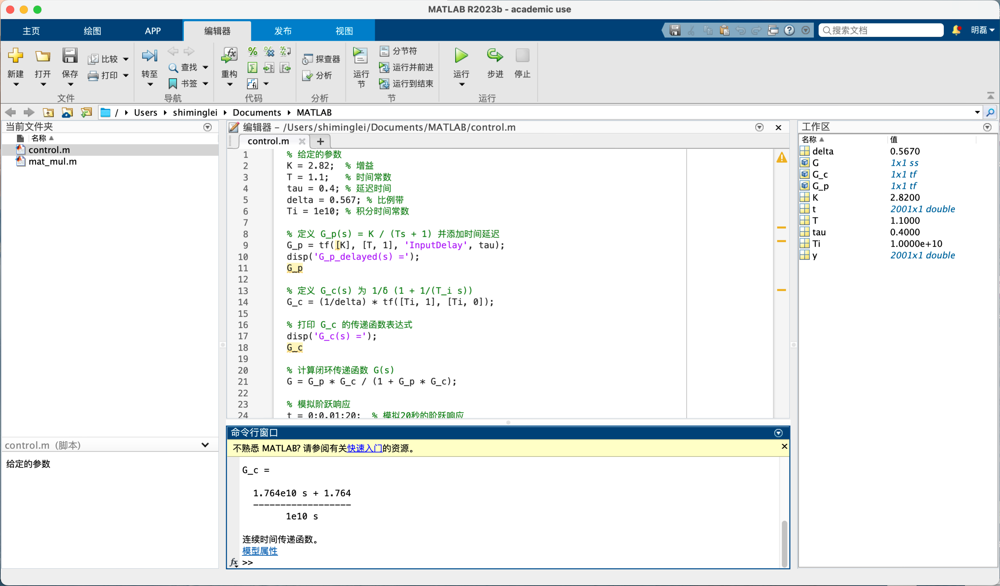 MATLAB R2023b - academic use
主页 绘图 APP 编辑器 发布 视图 搜索文档 明磊
新建 打开 保存 比较 打印
文件
转至 查找 书签
导航
重构
代码
探查器 分析
分析
运行节 分节符 运行并前进 运行到结束
节
运行 步进 停止
运行
/ Users shiminglei Documents MATLAB
当前文件夹
名称
control.m
mat_mul.m
control.m (脚本)
给定的参数
编辑器 – /Users/shiminglei/Documents/MATLAB/control.m
control.m +
1 % 给定的参数
2 K = 2.82; % 增益
3 T = 1.1; % 时间常数
4 tau = 0.4; % 延迟时间
5 delta = 0.567; % 比例带
6 Ti = 1e10; % 积分时间常数
7
8 % 定义 G_p(s) = K / (Ts + 1) 并添加时间延迟
9 G_p = tf([K], [T, 1], 'InputDelay', tau);
10 disp('G_p_delayed(s) =');
11 G_p
12
13 % 定义 G_c(s) 为 1/δ (1 + 1/(T_i s))
14 G_c = (1/delta) * tf([Ti, 1], [Ti, 0]);
15
16 % 打印 G_c 的传递函数表达式
17 disp('G_c(s) =');
18 G_c
19
20 % 计算闭环传递函数 G(s)
21 G = G_p * G_c / (1 + G_p * G_c);
22
23 % 模拟阶跃响应
24 t = 0:0.01:20; % 模拟20秒的阶跃响应
命令行窗口
不熟悉 MATLAB? 请参阅有关快速入门的资源。
G_c =
1.764e10 s + 1.764
------------------
1e10 s
连续时间传递函数。
模型属性
fx >>
工作区
名称 值
delta 0.5670
G 1x1 ss
G_c 1x1 tf
G_p 1x1 tf
K 2.8200
t 2001x1 double
T 1.1000
tau 0.4000
Ti 1.0000e+10
y 2001x1 double